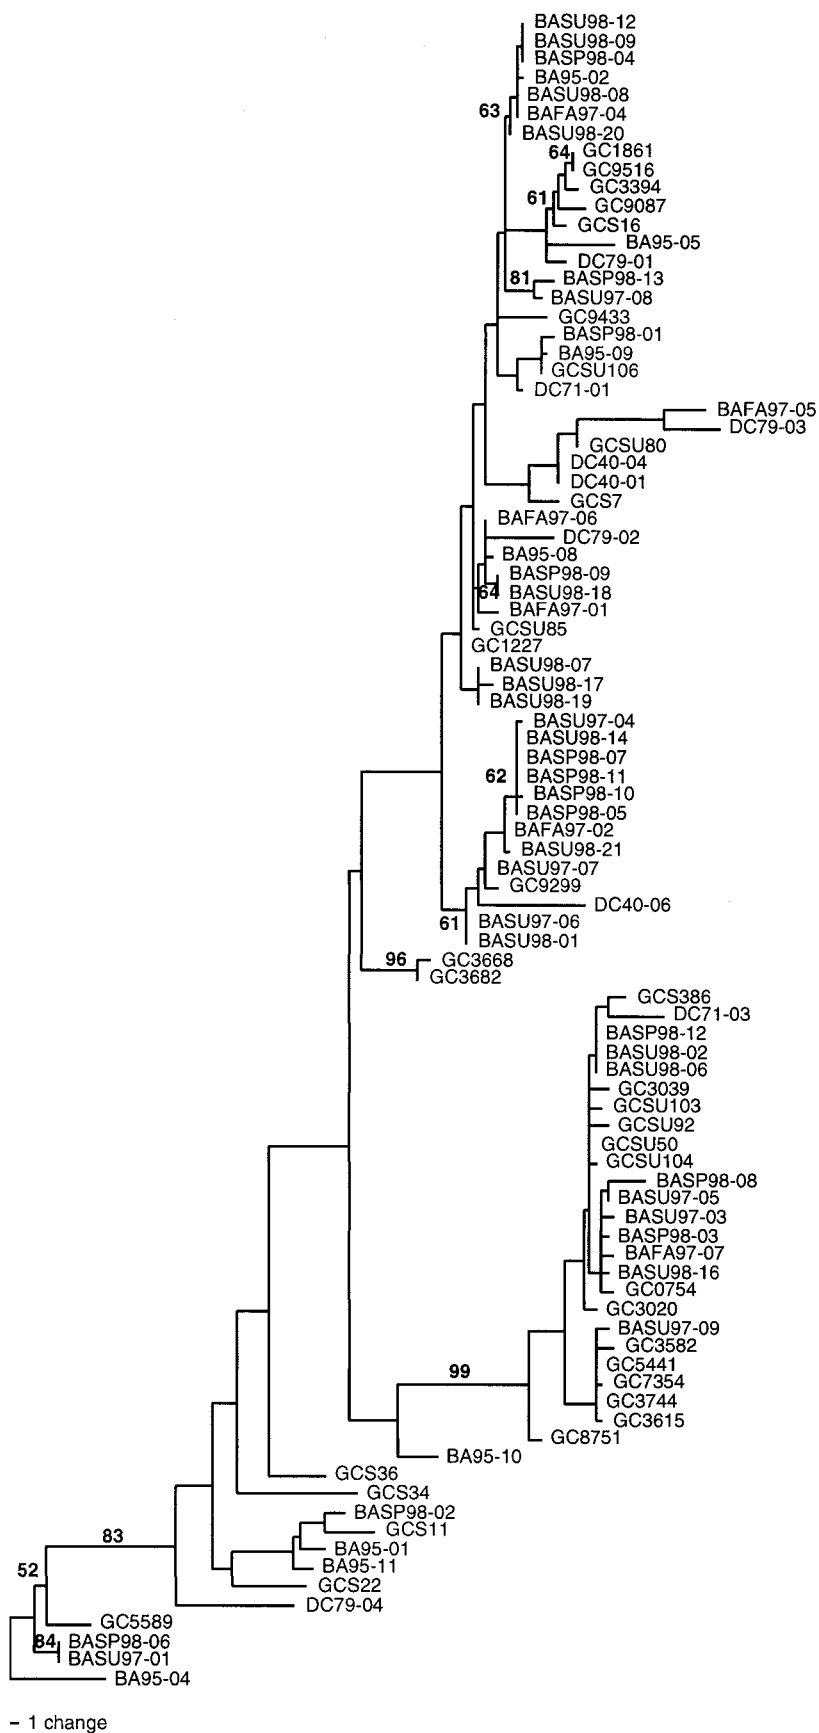 BASU98-12
BASU98-09
BASP98-04
BA95-02
BASU98-08
63 BAFA97-04
BASU98-20
64 GC1861
GC9516
GC3394
61 GC9087
GCS16
BA95-05
DC79-01
81 BASP98-13
BASU97-08
GC9433
BASP98-01
BA95-09
GCSU106
DC71-01
BAFA97-05
DC79-03
GCSU80
DC40-04
DC40-01
GCS7
BAFA97-06
DC79-02
BA95-08
BASP98-09
64 BASU98-18
BAFA97-01
GCSU85
GC1227
BASU98-07
BASU98-17
BASU98-19
BASU97-04
BASU98-14
BASP98-07
62 BASP98-11
BASP98-10
BASP98-05
BAFA97-02
BASU98-21
BASU97-07
GC9299
DC40-06
61 BASU97-06
BASU98-01
96 GC3668
GC3682
GCS386
DC71-03
BASP98-12
BASU98-02
BASU98-06
GC3039
GCSU103
GCSU92
GCSU50
GCSU104
BASP98-08
BASU97-05
BASU97-03
BASP98-03
BAFA97-07
BASU98-16
GC0754
GC3020
BASU97-09
GC3582
GC5441
99 GC7354
GC3744
GC3615
GC8751
BA95-10
GCS36
GCS34
BASP98-02
GCS11
83 BA95-01
BA95-11
52 GCS22
DC79-04
GC5589
84 BASP98-06
BASU97-01
BA95-04
– 1 change